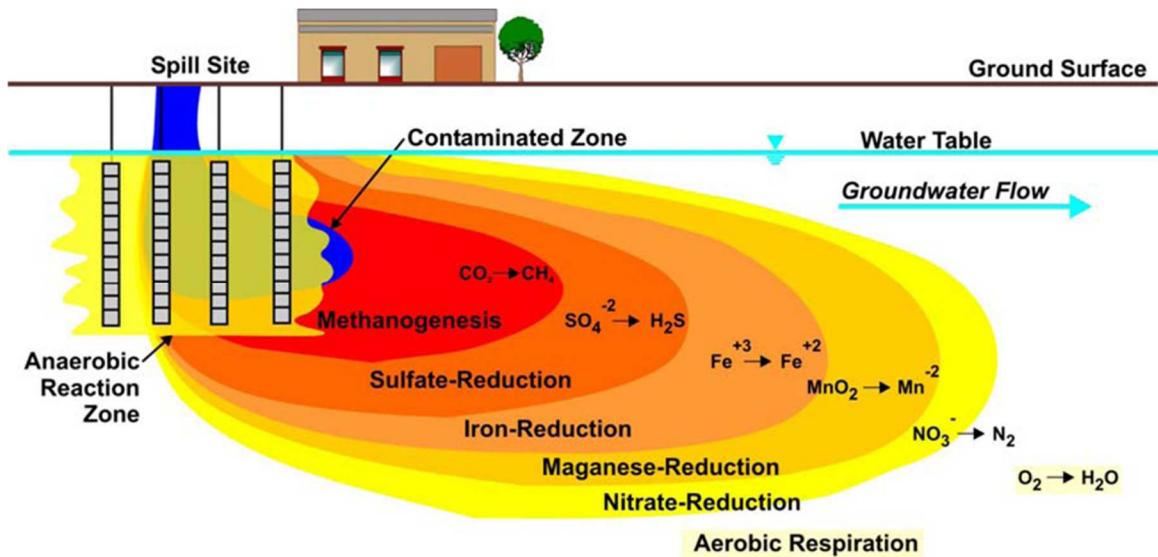 Spill Site
Ground Surface
Contaminated Zone
Water Table
Groundwater Flow
CO₃→CH₄
Methanogenesis
SO₄⁻²→H₂S
Anaerobic
Reaction
Zone
Sulfate-Reduction
Fe⁺³→Fe⁺²
MnO₂→Mn⁻²
Iron-Reduction
NO₃⁻→N₂
Maganese-Reduction
O₂→H₂O
Nitrate-Reduction
Aerobic Respiration